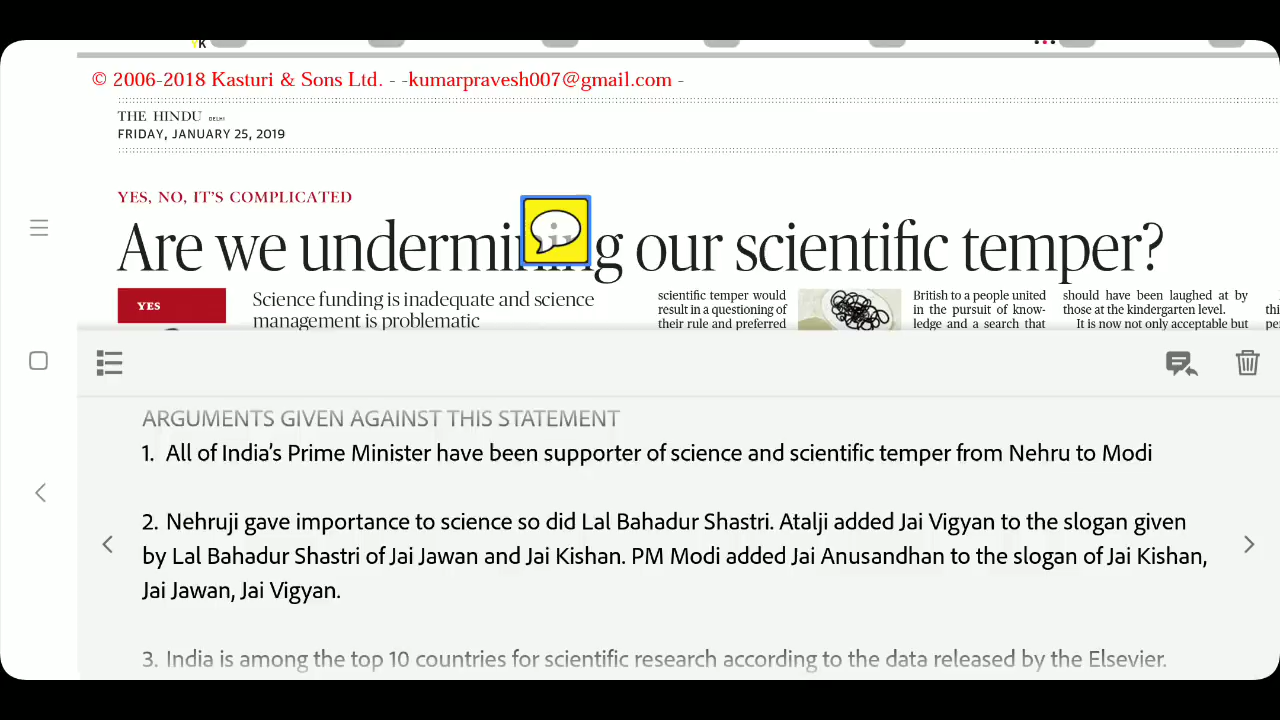 YK
© 2006-2018 Kasturi & Sons Ltd. - -kumarpravesh007@gmail.com -
THE HINDU DELHI
FRIDAY, JANUARY 25, 2019
YES, NO, IT'S COMPLICATED
Are we undermining our scientific temper?
YES
Science funding is inadequate and science
management is problematic
scientific temper would
result in a questioning of
their rule and preferred
British to a people united
in the pursuit of know-
ledge and a search that
should have been laughed at by
those at the kindergarten level.
It is now not only acceptable but
ARGUMENTS GIVEN AGAINST THIS STATEMENT
1. All of India's Prime Minister have been supporter of science and scientific temper from Nehru to Modi
2. Nehruji gave importance to science so did Lal Bahadur Shastri. Atalji added Jai Vigyan to the slogan given
by Lal Bahadur Shastri of Jai Jawan and Jai Kishan. PM Modi added Jai Anusandhan to the slogan of Jai Kishan,
Jai Jawan, Jai Vigyan.
3. India is among the top 10 countries for scientific research according to the data released by the Elsevier.